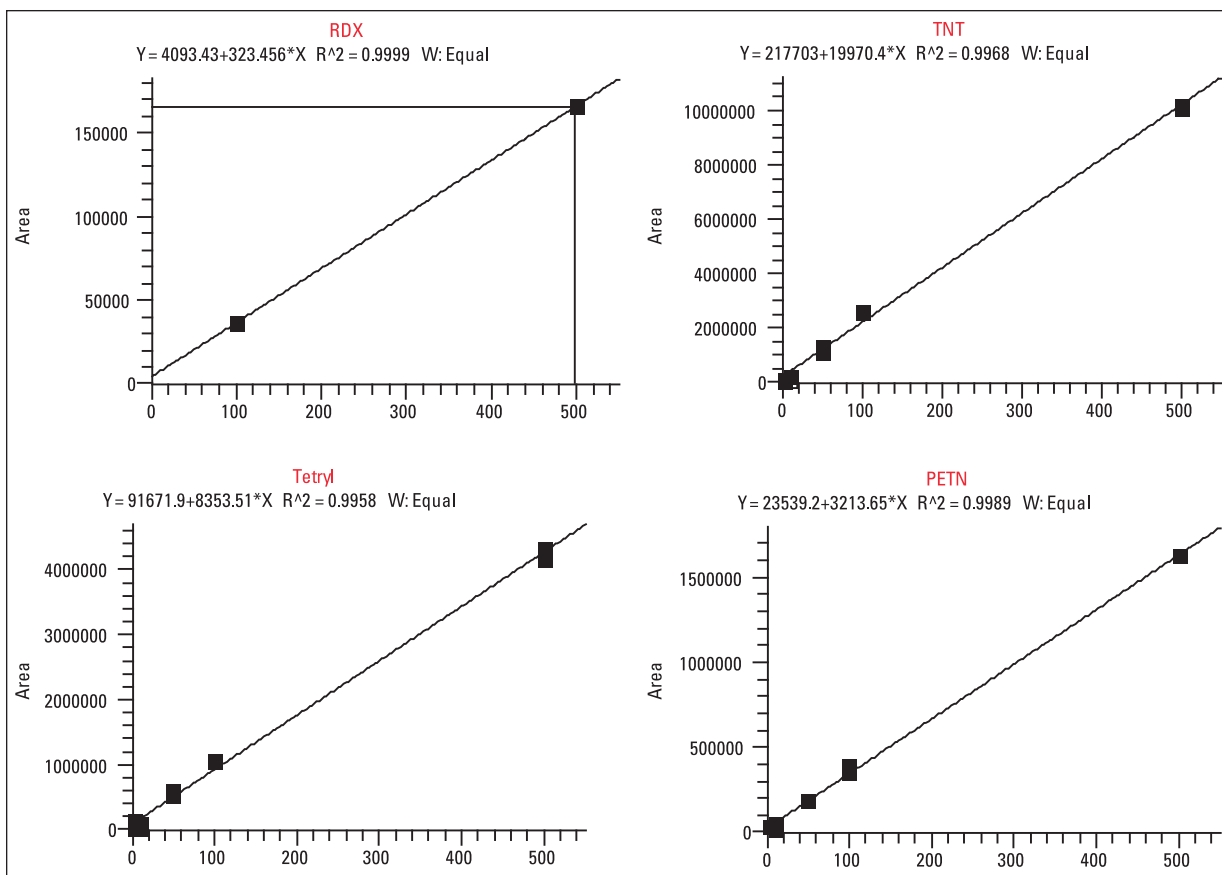 RDX
Y = 4093.43+323.456*X R^2 = 0.9999 W: Equal
150000
100000
50000
0
Area
0 100 200 300 400 500
TNT
Y = 217703+19970.4*X R^2 = 0.9968 W: Equal
10000000
8000000
6000000
4000000
2000000
0
Area
0 100 200 300 400 500
Tetryl
Y = 91671.9+8353.51*X R^2 = 0.9958 W: Equal
4000000
3000000
2000000
1000000
0
Area
0 100 200 300 400 500
PETN
Y = 23539.2+3213.65*X R^2 = 0.9989 W: Equal
1500000
1000000
500000
0
Area
0 100 200 300 400 500